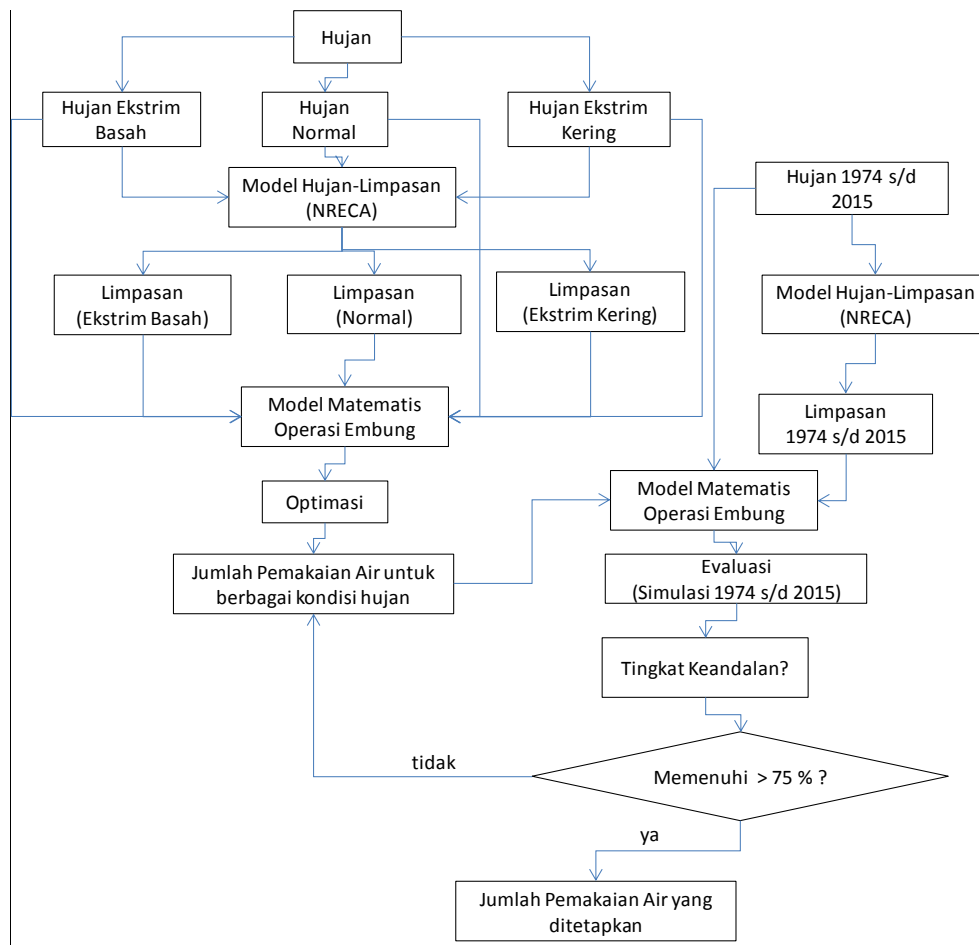 Hujan
Hujan Ekstrim
Basah
Hujan
Normal
Hujan Ekstrim
Kering
Model Hujan-Limpasan
(NRECA)
Hujan 1974 s/d
2015
Limpasan
(Ekstrim Basah)
Limpasan
(Normal)
Limpasan
(Ekstrim Kering)
Model Hujan-Limpasan
(NRECA)
Model Matematis
Operasi Embung
Limpasan
1974 s/d 2015
Optimasi
Model Matematis
Operasi Embung
Jumlah Pemakaian Air untuk
berbagai kondisi hujan
Evaluasi
(Simulasi 1974 s/d 2015)
Tingkat Keandalan?
tidak
Memenuhi > 75 % ?
ya
Jumlah Pemakaian Air yang
ditetapkan